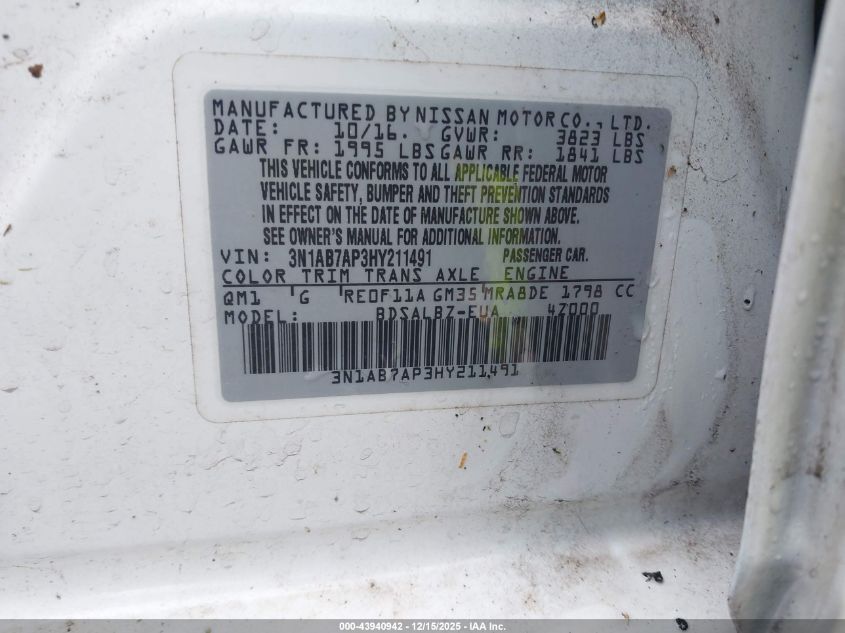 MANUFACTURED BY NISSAN MOTOR CO., LTD.
DATE: 10/16. GVWR: 3823 LBS
GAWR FR: 1995 LBS GAWR RR: 1841 LBS
THIS VEHICLE CONFORMS TO ALL APPLICABLE FEDERAL MOTOR
VEHICLE SAFETY, BUMPER AND THEFT PREVENTION STANDARDS
IN EFFECT ON THE DATE OF MANUFACTURE SHOWN ABOVE.
SEE OWNER'S MANUAL FOR ADDITIONAL INFORMATION.
VIN: 3N1AB7AP3HY211491 PASSENGER CAR.
COLOR TRIM TRANS AXLE ENGINE
QM1 G RE0F11A GM35 MRA8DE 1798 CC
MODEL: BDSALBZ-EUA 4Z000
3N1AB7AP3HY211491
000-43940942 12/15/2025 - IAA Inc.